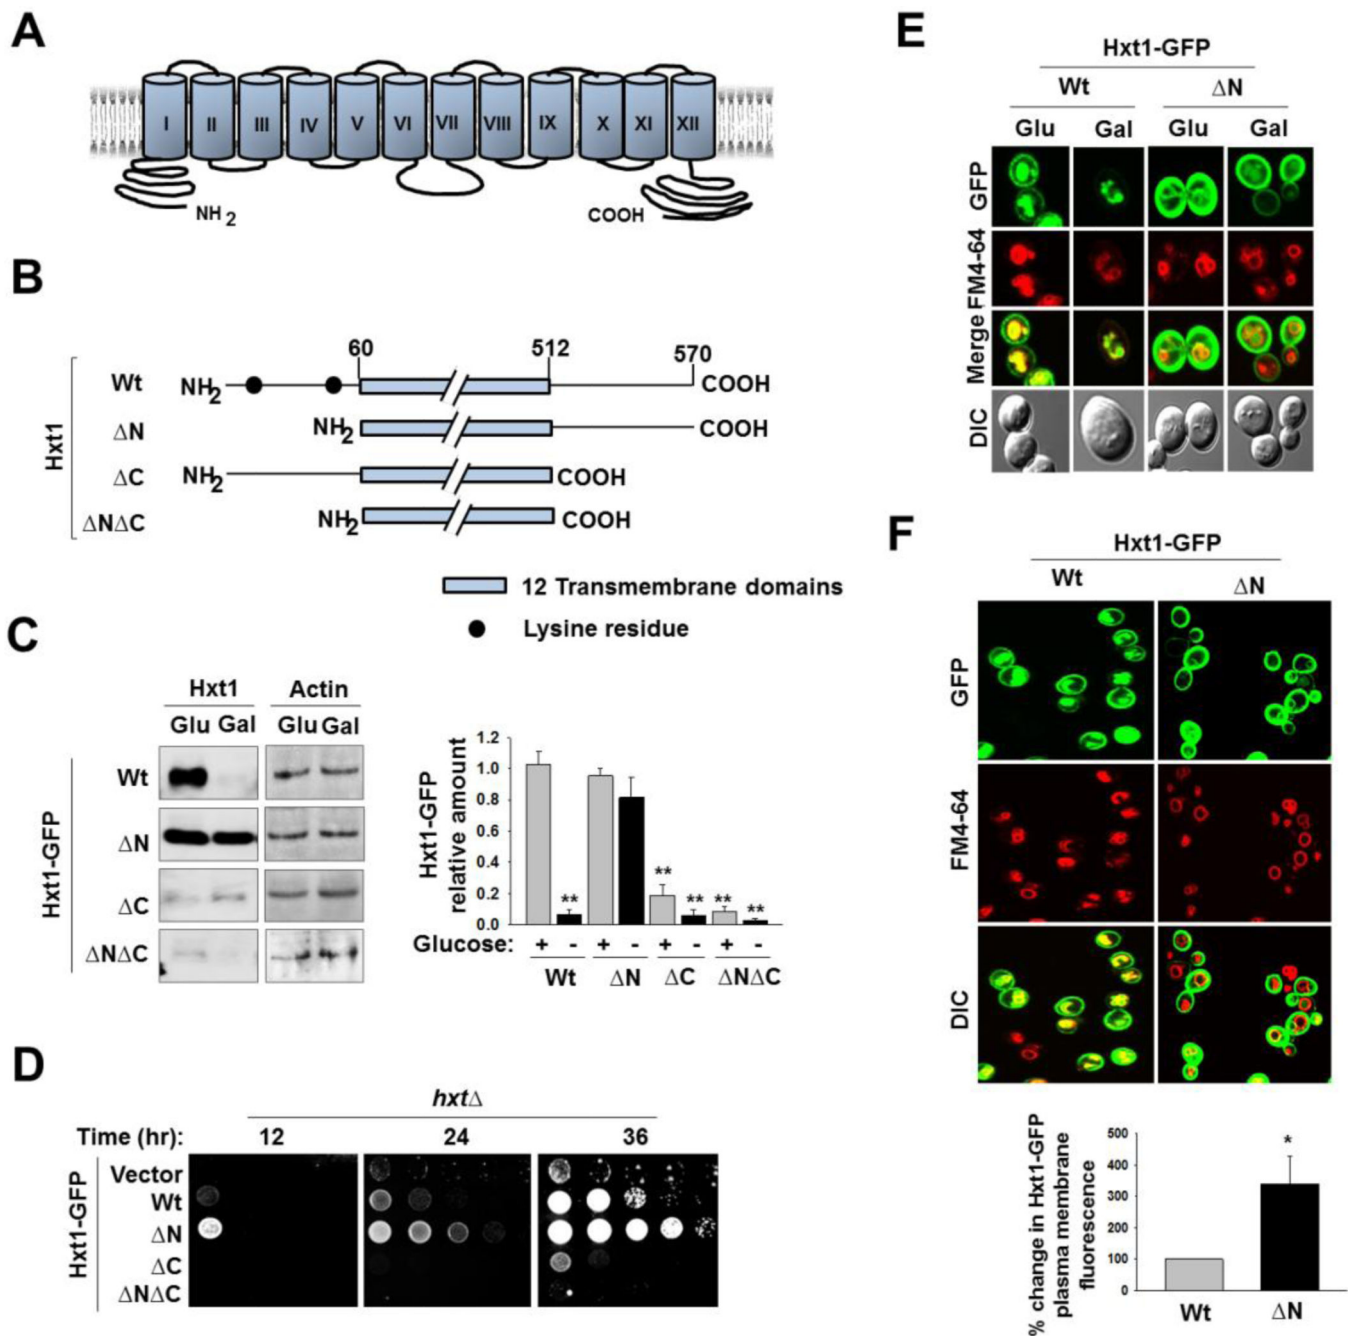 A
I II III IV V VI VII VIII IX X XI XII
NH2
COOH
B
60 512 570
Hxt1
Wt NH2 COOH
ΔN NH2 COOH
ΔC NH2 COOH
ΔNΔC NH2 COOH
12 Transmembrane domains
Lysine residue
C
Hxt1 Actin
Glu Gal Glu Gal
Hxt1-GFP
Wt
ΔN
ΔC
ΔNΔC
Hxt1-GFP
relative amount
1.2
1.0
0.8
0.6
0.4
0.2
0.0
** ** ** ** **
Glucose: + - + - + - + -
Wt ΔN ΔC ΔNΔC
D
hxtΔ
Time (hr): 12 24 36
Hxt1-GFP
Vector
Wt
ΔN
ΔC
ΔNΔC
E
Hxt1-GFP
Wt ΔN
Glu Gal Glu Gal
GFP
FM4-64
Merge
DIC
F
Hxt1-GFP
Wt ΔN
GFP
FM4-64
DIC
% change in Hxt1-GFP
plasma membrane
fluorescence
500
400
300
200
100
0
*
Wt ΔN